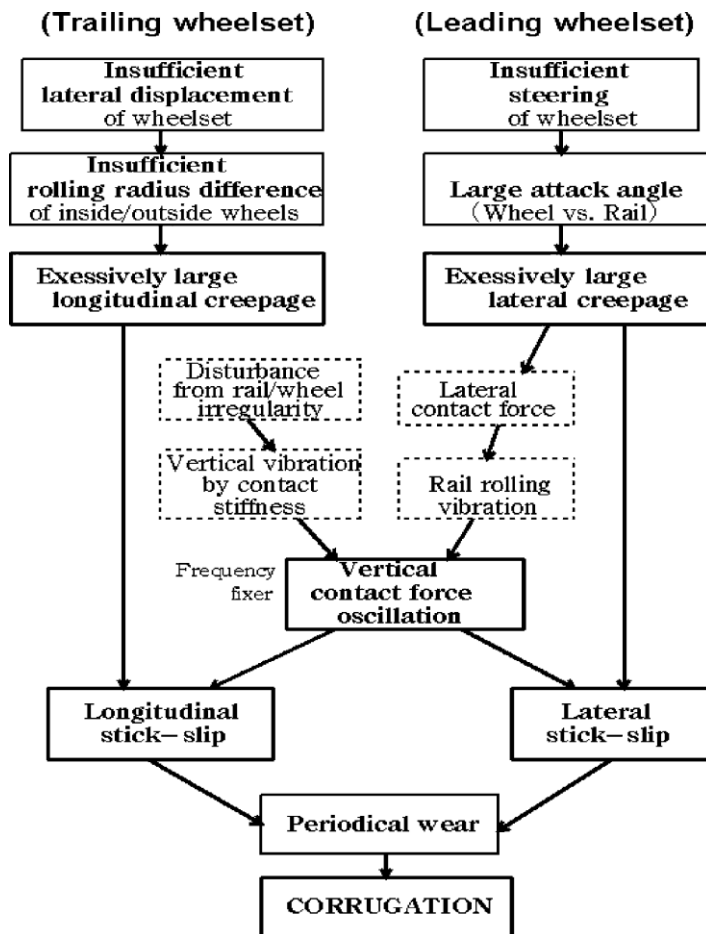 (Trailing wheelset)
(Leading wheelset)
Insufficient
lateral displacement
of wheelset
Insufficient
steering
of wheelset
Insufficient
rolling radius difference
of inside/outside wheels
Large attack angle
(Wheel vs. Rail)
Exessively large
longitudinal creepage
Exessively large
lateral creepage
Disturbance
from rail/wheel
irregularity
Lateral
contact force
Vertical vibration
by contact
stiffness
Rail rolling
vibration
Frequency
fixer
Vertical
contact force
oscillation
Longitudinal
stick-slip
Lateral
stick-slip
Periodical wear
CORRUGATION